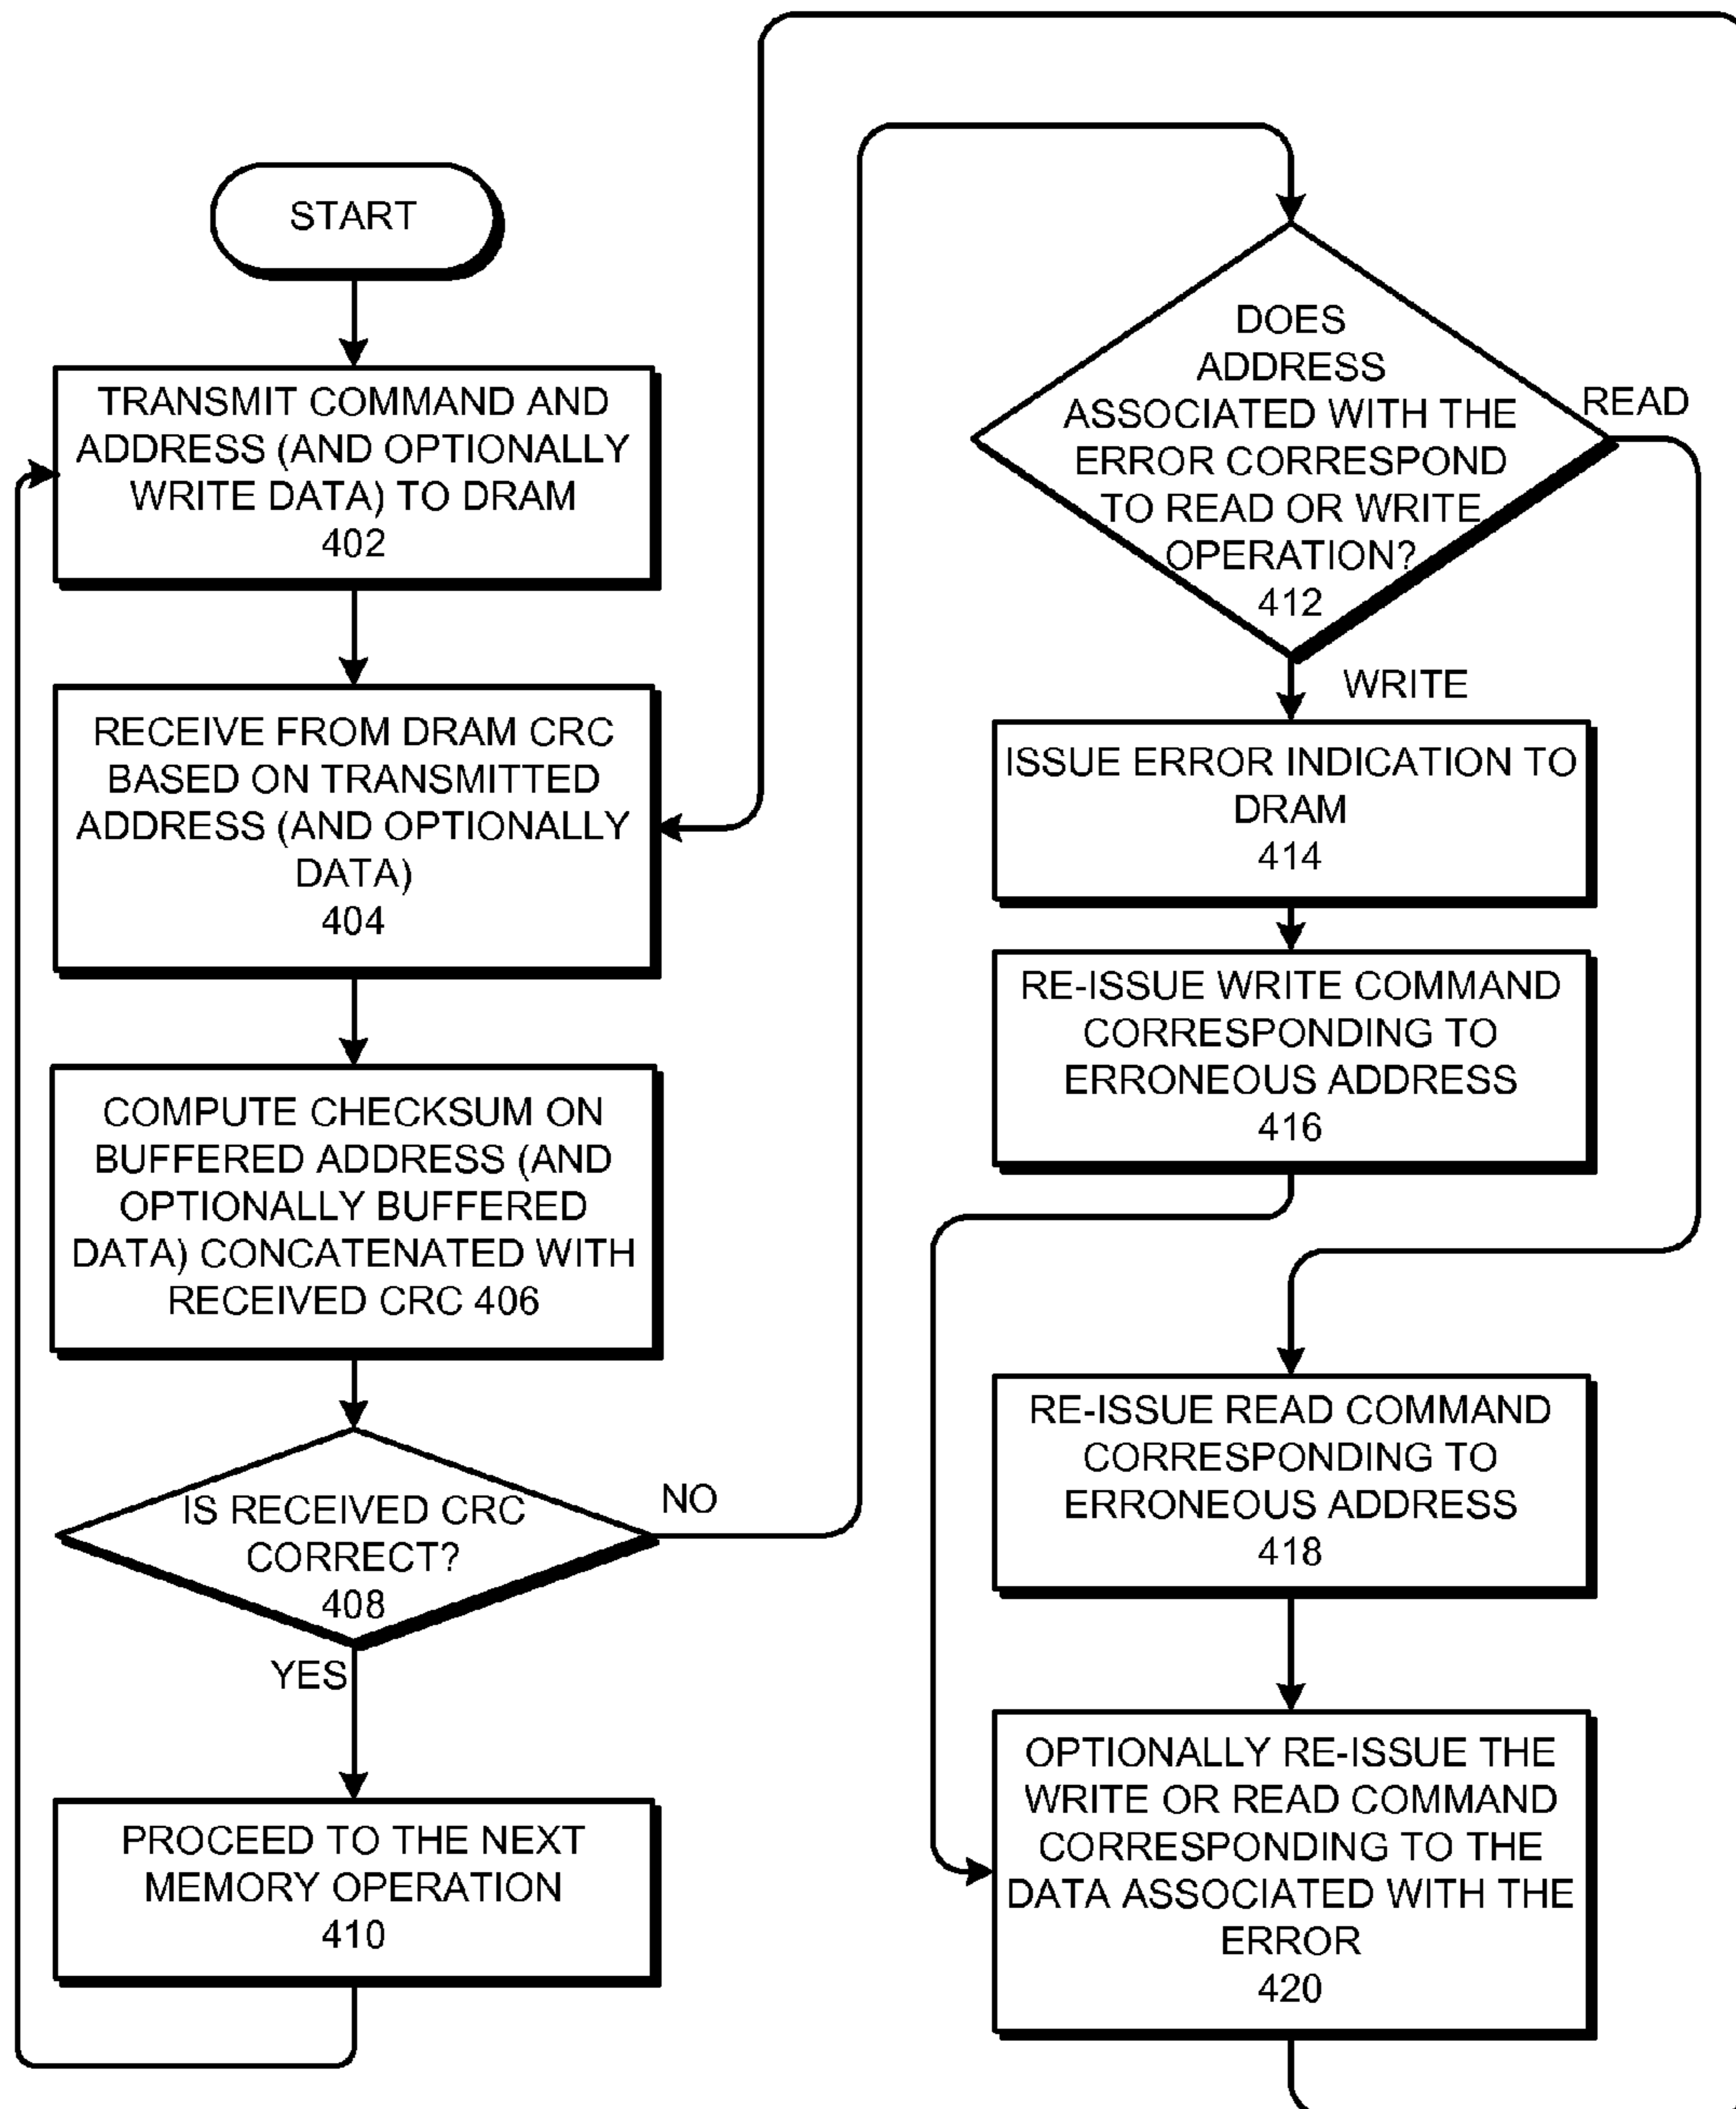 START
TRANSMIT COMMAND AND
ADDRESS (AND OPTIONALLY
WRITE DATA) TO DRAM
402
RECEIVE FROM DRAM CRC
BASED ON TRANSMITTED
ADDRESS (AND OPTIONALLY
DATA)
404
COMPUTE CHECKSUM ON
BUFFERED ADDRESS (AND
OPTIONALLY BUFFERED
DATA) CONCATENATED WITH
RECEIVED CRC 406
IS RECEIVED CRC
CORRECT?
408
NO
YES
PROCEED TO THE NEXT
MEMORY OPERATION
410
DOES
ADDRESS
ASSOCIATED WITH THE
ERROR CORRESPOND
TO READ OR WRITE
OPERATION?
412
READ
WRITE
ISSUE ERROR INDICATION TO
DRAM
414
RE-ISSUE WRITE COMMAND
CORRESPONDING TO
ERRONEOUS ADDRESS
416
RE-ISSUE READ COMMAND
CORRESPONDING TO
ERRONEOUS ADDRESS
418
OPTIONALLY RE-ISSUE THE
WRITE OR READ COMMAND
CORRESPONDING TO THE
DATA ASSOCIATED WITH THE
ERROR
420